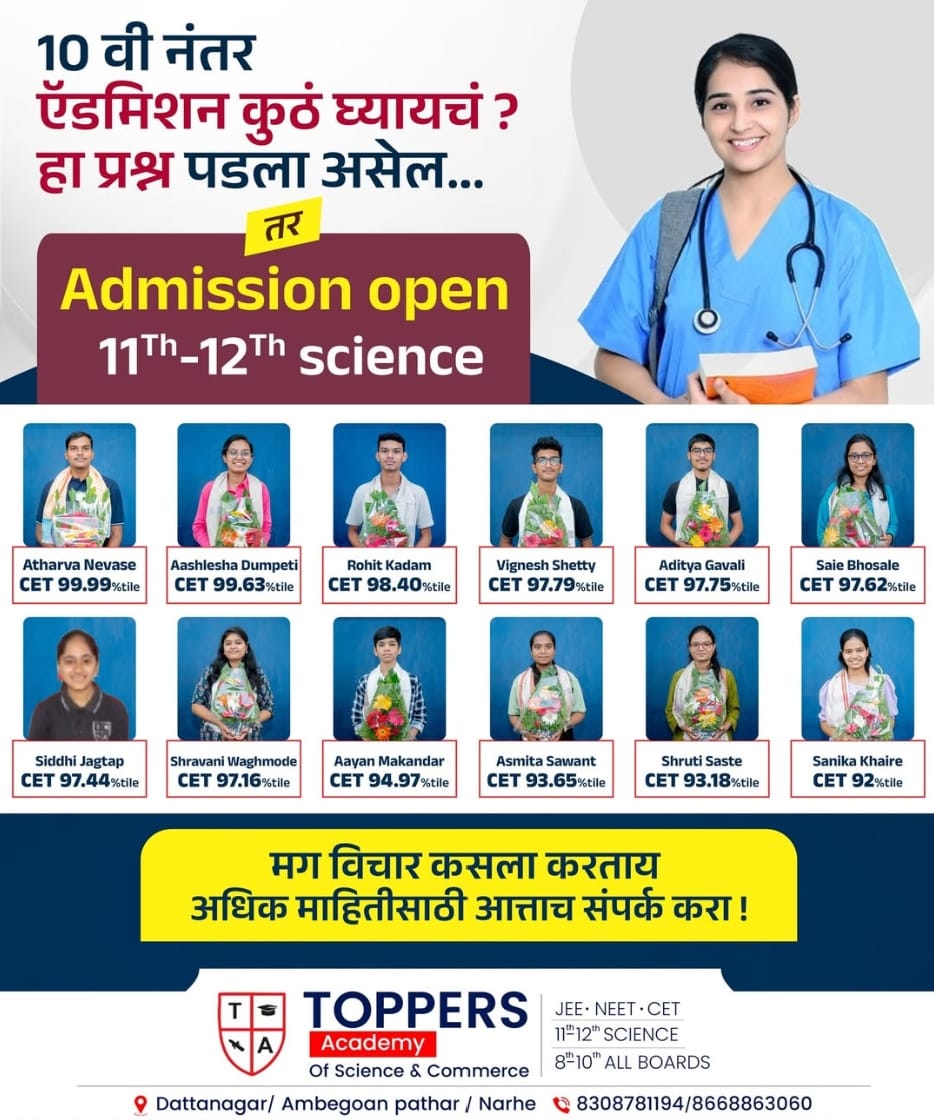 10 वी नंतर
ऍडमिशन कुठं घ्यायचं ?
हा प्रश्न पडला असेल...
तर
Admission open
11Th-12Th science
Atharva Nevase
CET 99.99%tile
Aashlesha Dumpeti
CET 99.63%tile
Rohit Kadam
CET 98.40%tile
Vignesh Shetty
CET 97.79%tile
Aditya Gavali
CET 97.75%tile
Saie Bhosale
CET 97.62%tile
Siddhi Jagtap
CET 97.44%tile
Shravani Waghmode
CET 97.16%tile
Aayan Makandar
CET 94.97%tile
Asmita Sawant
CET 93.65%tile
Shruti Saste
CET 93.18%tile
Sanika Khaire
CET 92%tile
मग विचार कसला करताय
अधिक माहितीसाठी आत्ताच संपर्क करा !
T
A
TOPPERS
Academy
Of Science & Commerce
JEE• NEET • CET
11th-12th SCIENCE
8th-10th ALL BOARDS
Dattanagar/ Ambegoan pathar / Narhe
8308781194/8668863060